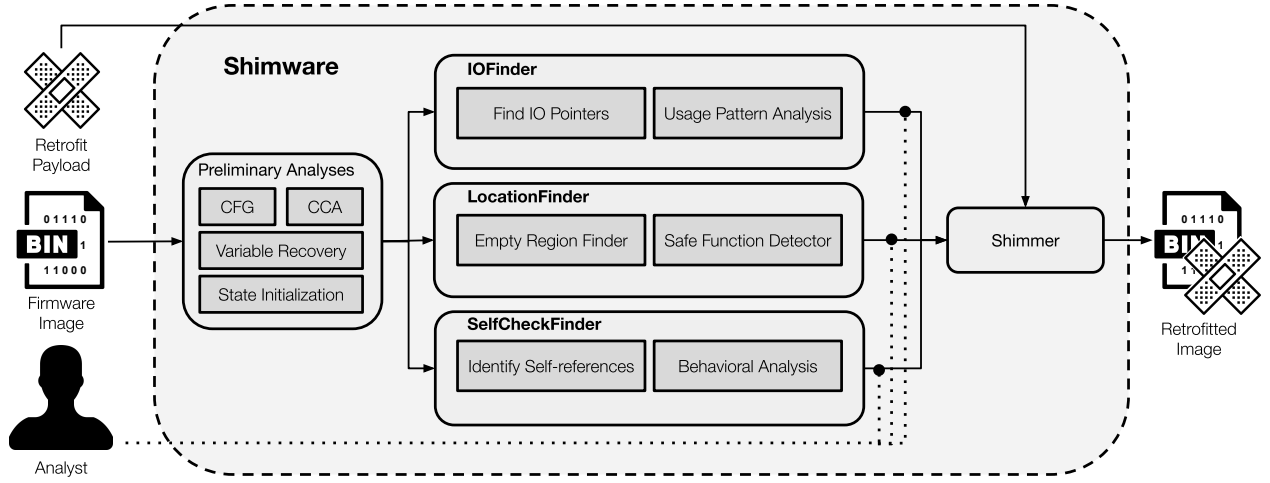 Shimware
Retrofit
Payload
01110
BIN 1
11000
Firmware
Image
Analyst
Preliminary Analyses
CFG
CCA
Variable Recovery
State Initialization
IOFinder
Find IO Pointers
Usage Pattern Analysis
LocationFinder
Empty Region Finder
Safe Function Detector
SelfCheckFinder
Identify Self-references
Behavioral Analysis
Shimmer
01110
Retrofitted
Image